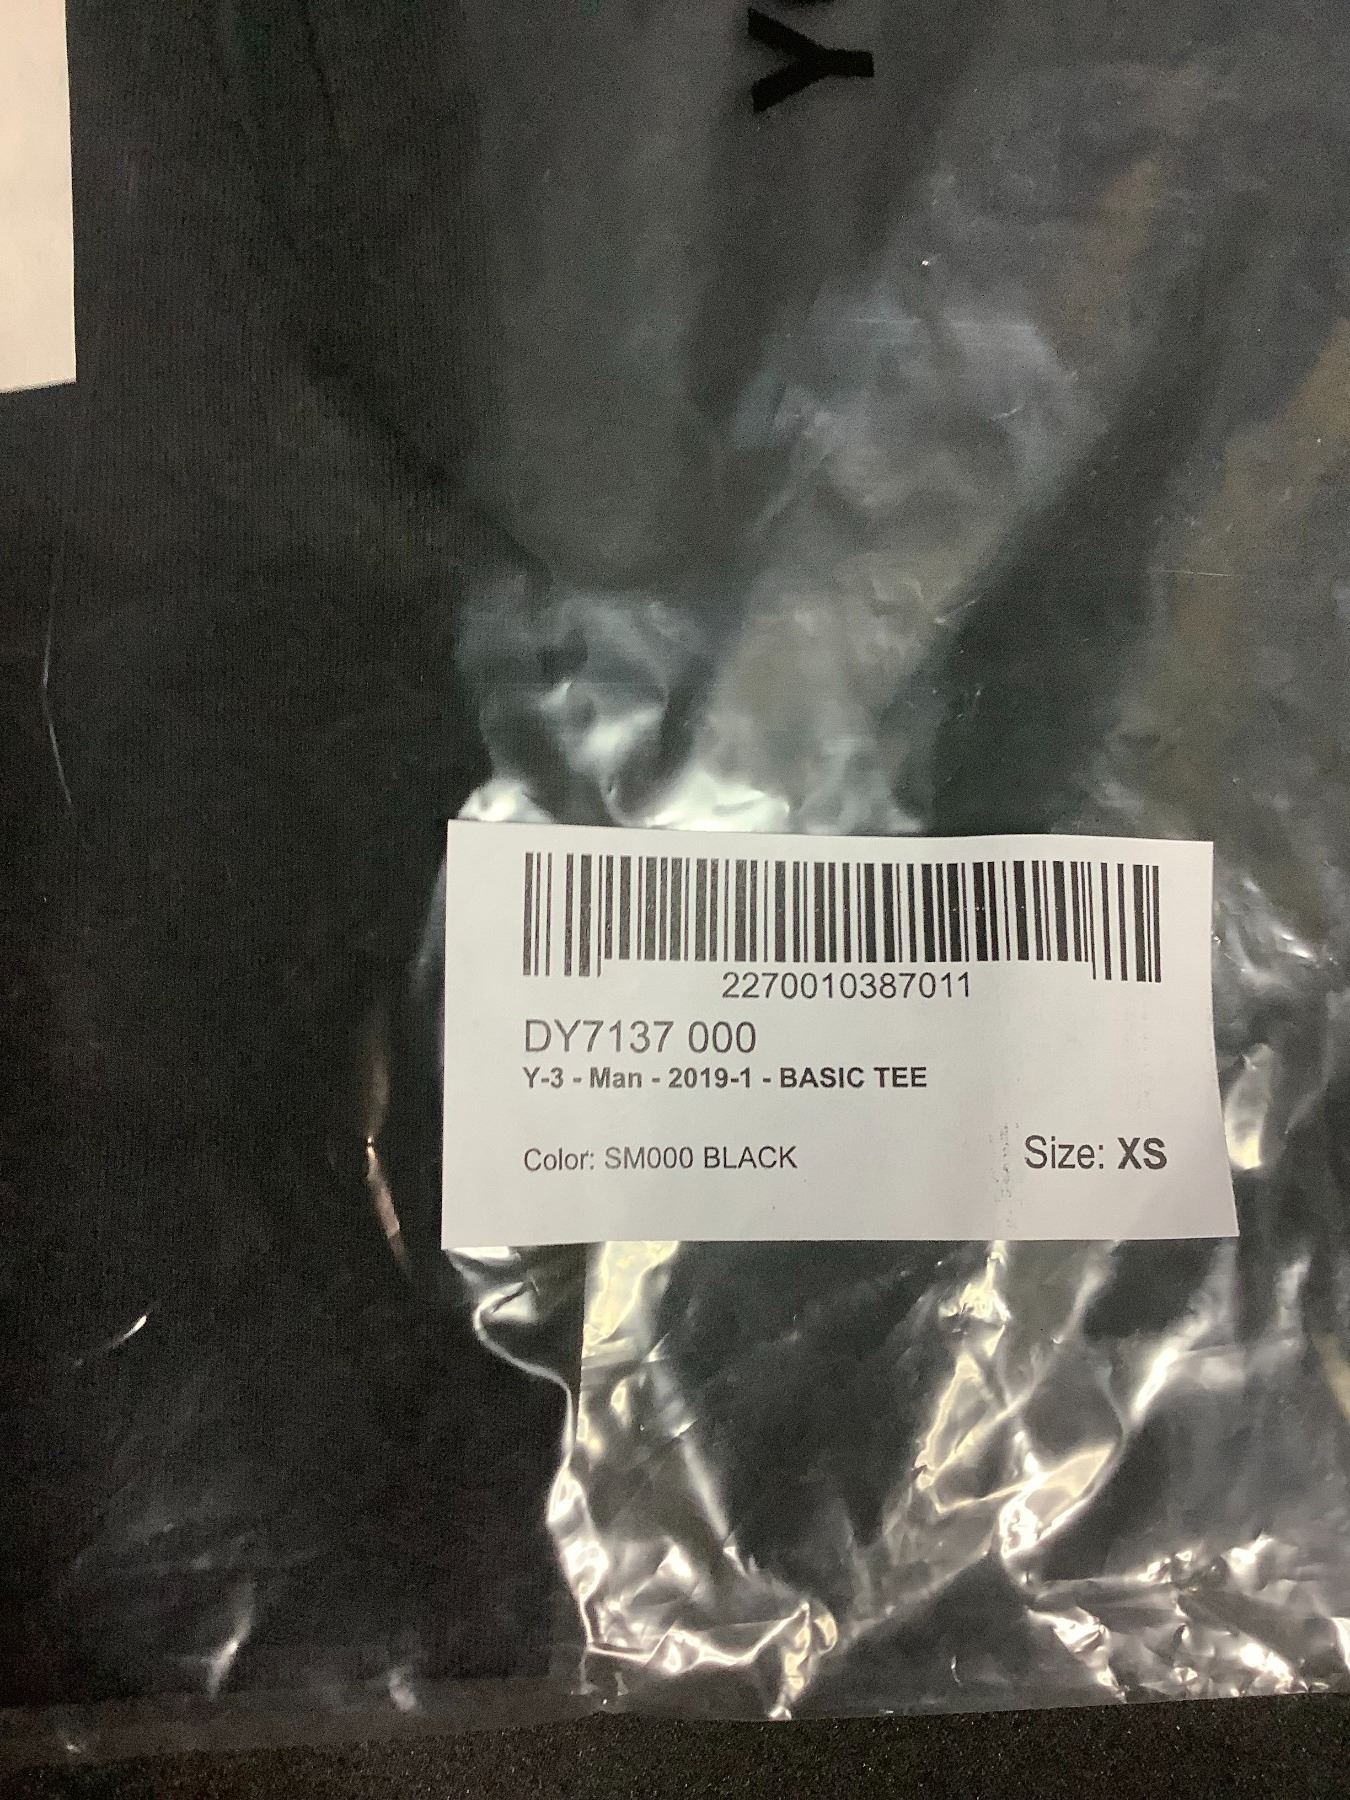 Y
2270010387011
DY7137 000
Y-3 - Man - 2019-1 - BASIC TEE
Color: SM000 BLACK
Size: XS